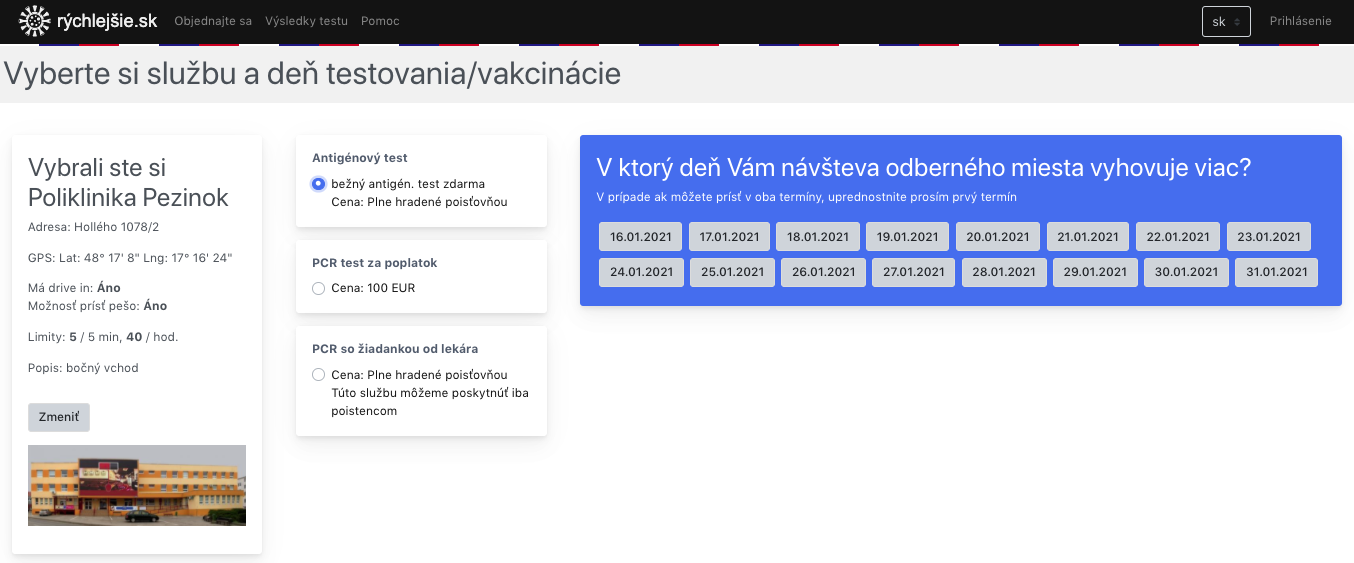 rýchlejšie.sk Objednajte sa Výsledky testu Pomoc sk Prihlásenie
Vyberte si službu a deň testovania/vakcinácie
Vybrali ste si
Poliklinika Pezinok
Adresa: Hollého 1078/2
GPS: Lat: 48° 17' 8" Lng: 17° 16' 24"
Má drive in: Áno
Možnosť prísť pešo: Áno
Limity: 5 / 5 min, 40 / hod.
Popis: bočný vchod
Zmeniť
Antigénový test
bežný antigén. test zdarma
Cena: Plne hradené poisťovňou
PCR test za poplatok
Cena: 100 EUR
PCR so žiadankou od lekára
Cena: Plne hradené poisťovňou
Túto službu môžeme poskytnúť iba
poistencom
V ktorý deň Vám návšteva odberného miesta vyhovuje viac?
V prípade ak môžete prísť v oba termíny, uprednostnite prosím prvý termín
16.01.2021 17.01.2021 18.01.2021 19.01.2021 20.01.2021 21.01.2021 22.01.2021 23.01.2021
24.01.2021 25.01.2021 26.01.2021 27.01.2021 28.01.2021 29.01.2021 30.01.2021 31.01.2021